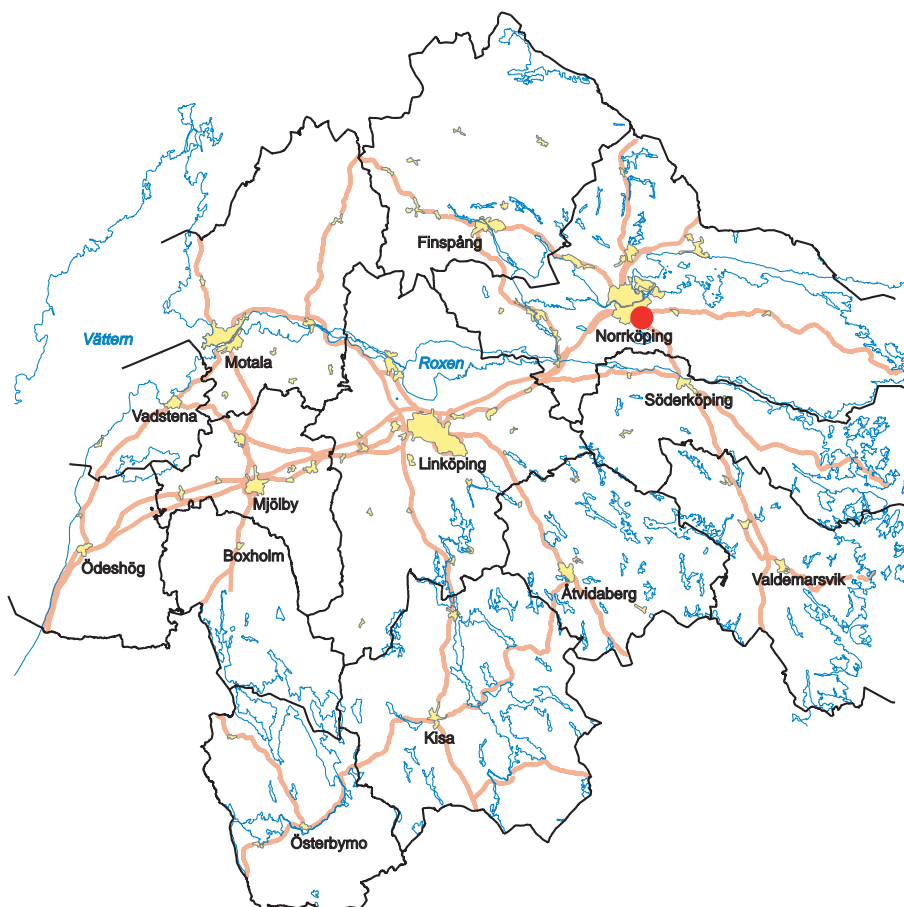 Finspång
Norrköping
Vättern
Motala
Roxen
Söderköping
Vadstena
Linköping
Mjölby
Boxholm
Ödeshög
Åtvidaberg
Valdemarsvik
Kisa
Österbymo